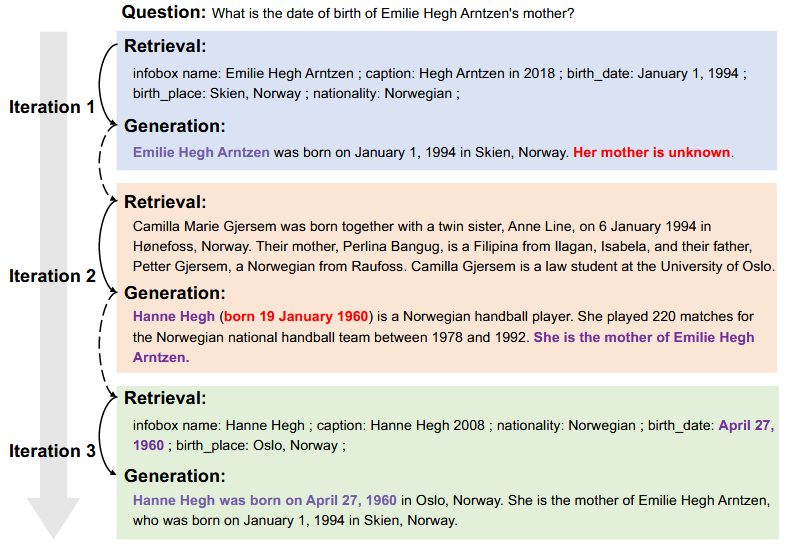 Question: What is the date of birth of Emilie Hegh Arntzen's mother?
Retrieval:
infobox name: Emilie Hegh Arntzen ; caption: Hegh Arntzen in 2018 ; birth_date: January 1, 1994 ;
birth_place: Skien, Norway ; nationality: Norwegian ;
Iteration 1
Generation:
Emilie Hegh Arntzen was born on January 1, 1994 in Skien, Norway. Her mother is unknown.
Retrieval:
Camilla Marie Gjersem was born together with a twin sister, Anne Line, on 6 January 1994 in
Hønefoss, Norway. Their mother, Perlina Bangug, is a Filipina from Ilagan, Isabela, and their father,
Petter Gjersem, a Norwegian from Raufoss. Camilla Gjersem is a law student at the University of Oslo.
Iteration 2
Generation:
Hanne Hegh (born 19 January 1960) is a Norwegian handball player. She played 220 matches for
the Norwegian national handball team between 1978 and 1992. She is the mother of Emilie Hegh
Arntzen.
Retrieval:
infobox name: Hanne Hegh ; caption: Hanne Hegh 2008 ; nationality: Norwegian ; birth_date: April 27,
1960 ; birth_place: Oslo, Norway ;
Iteration 3
Generation:
Hanne Hegh was born on April 27, 1960 in Oslo, Norway. She is the mother of Emilie Hegh Arntzen,
who was born on January 1, 1994 in Skien, Norway.